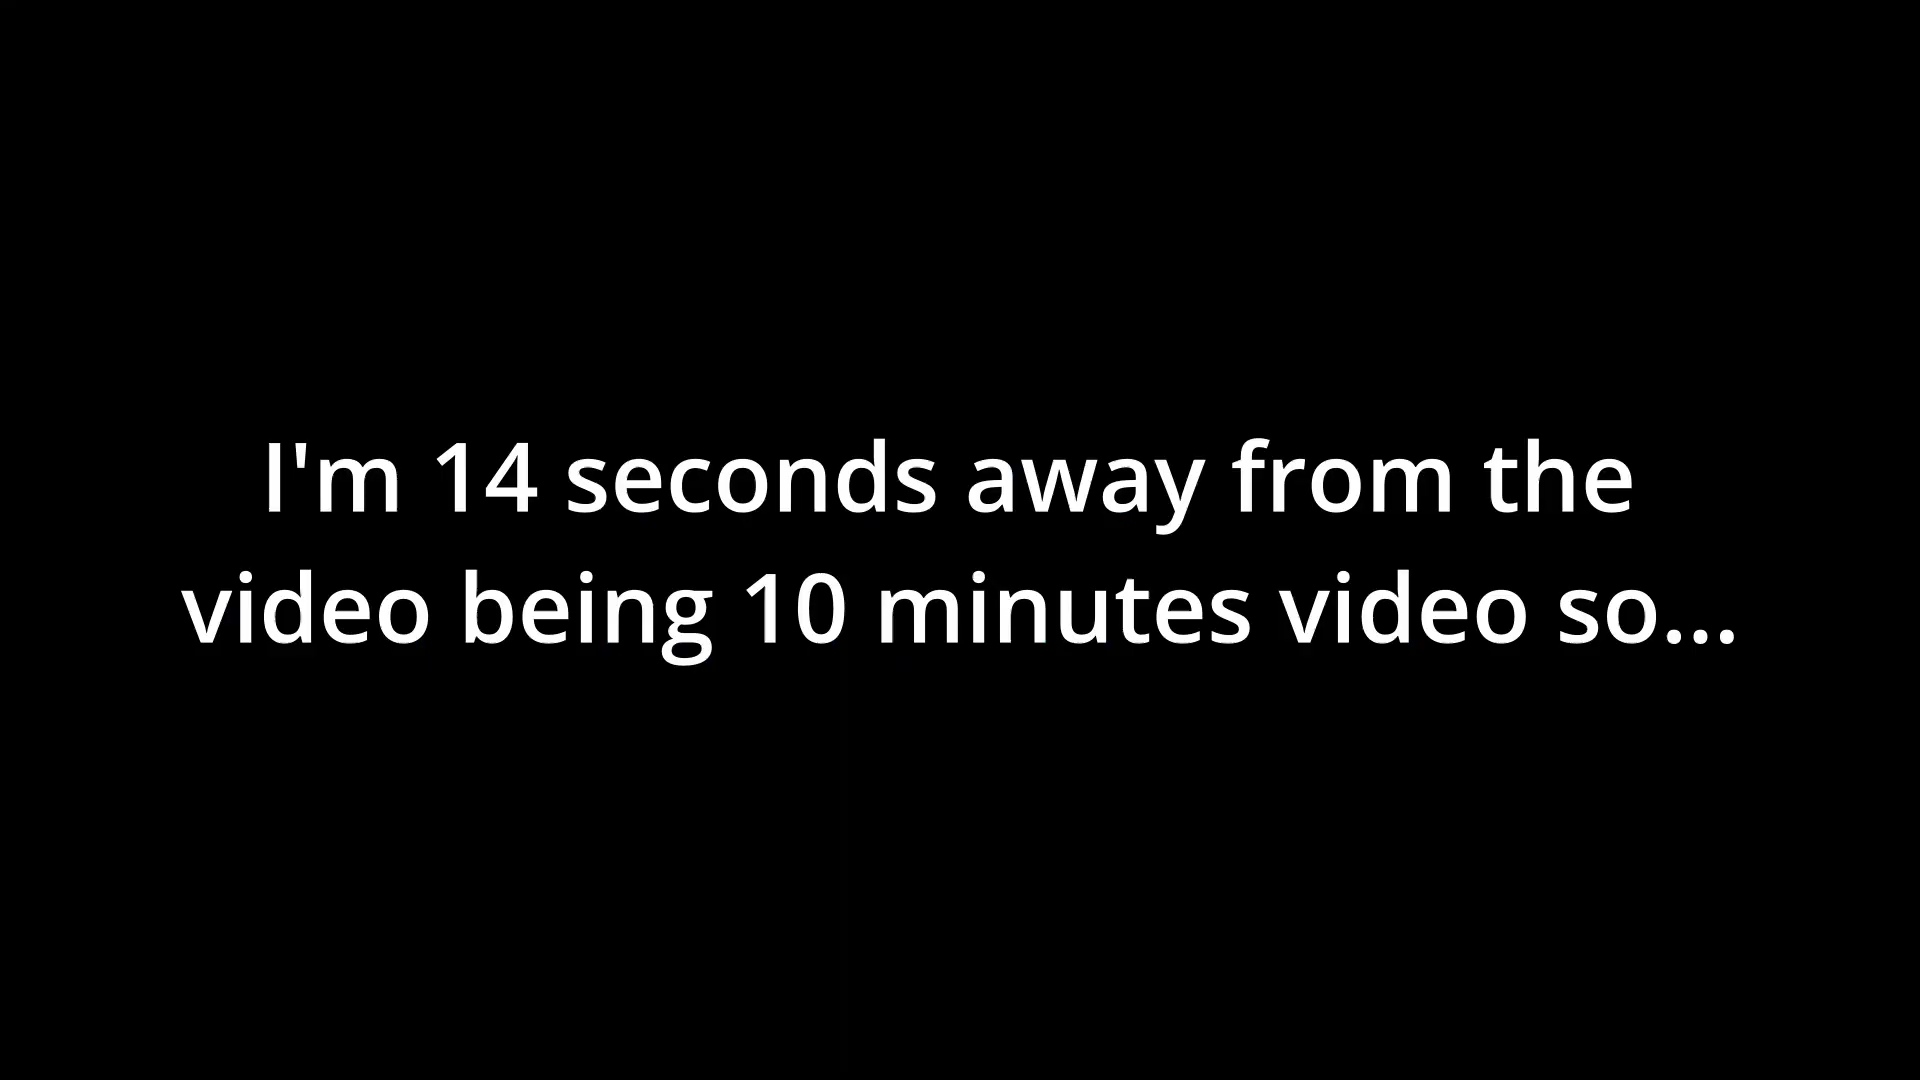 I'm 14 seconds away from the
video being 10 minutes video so...